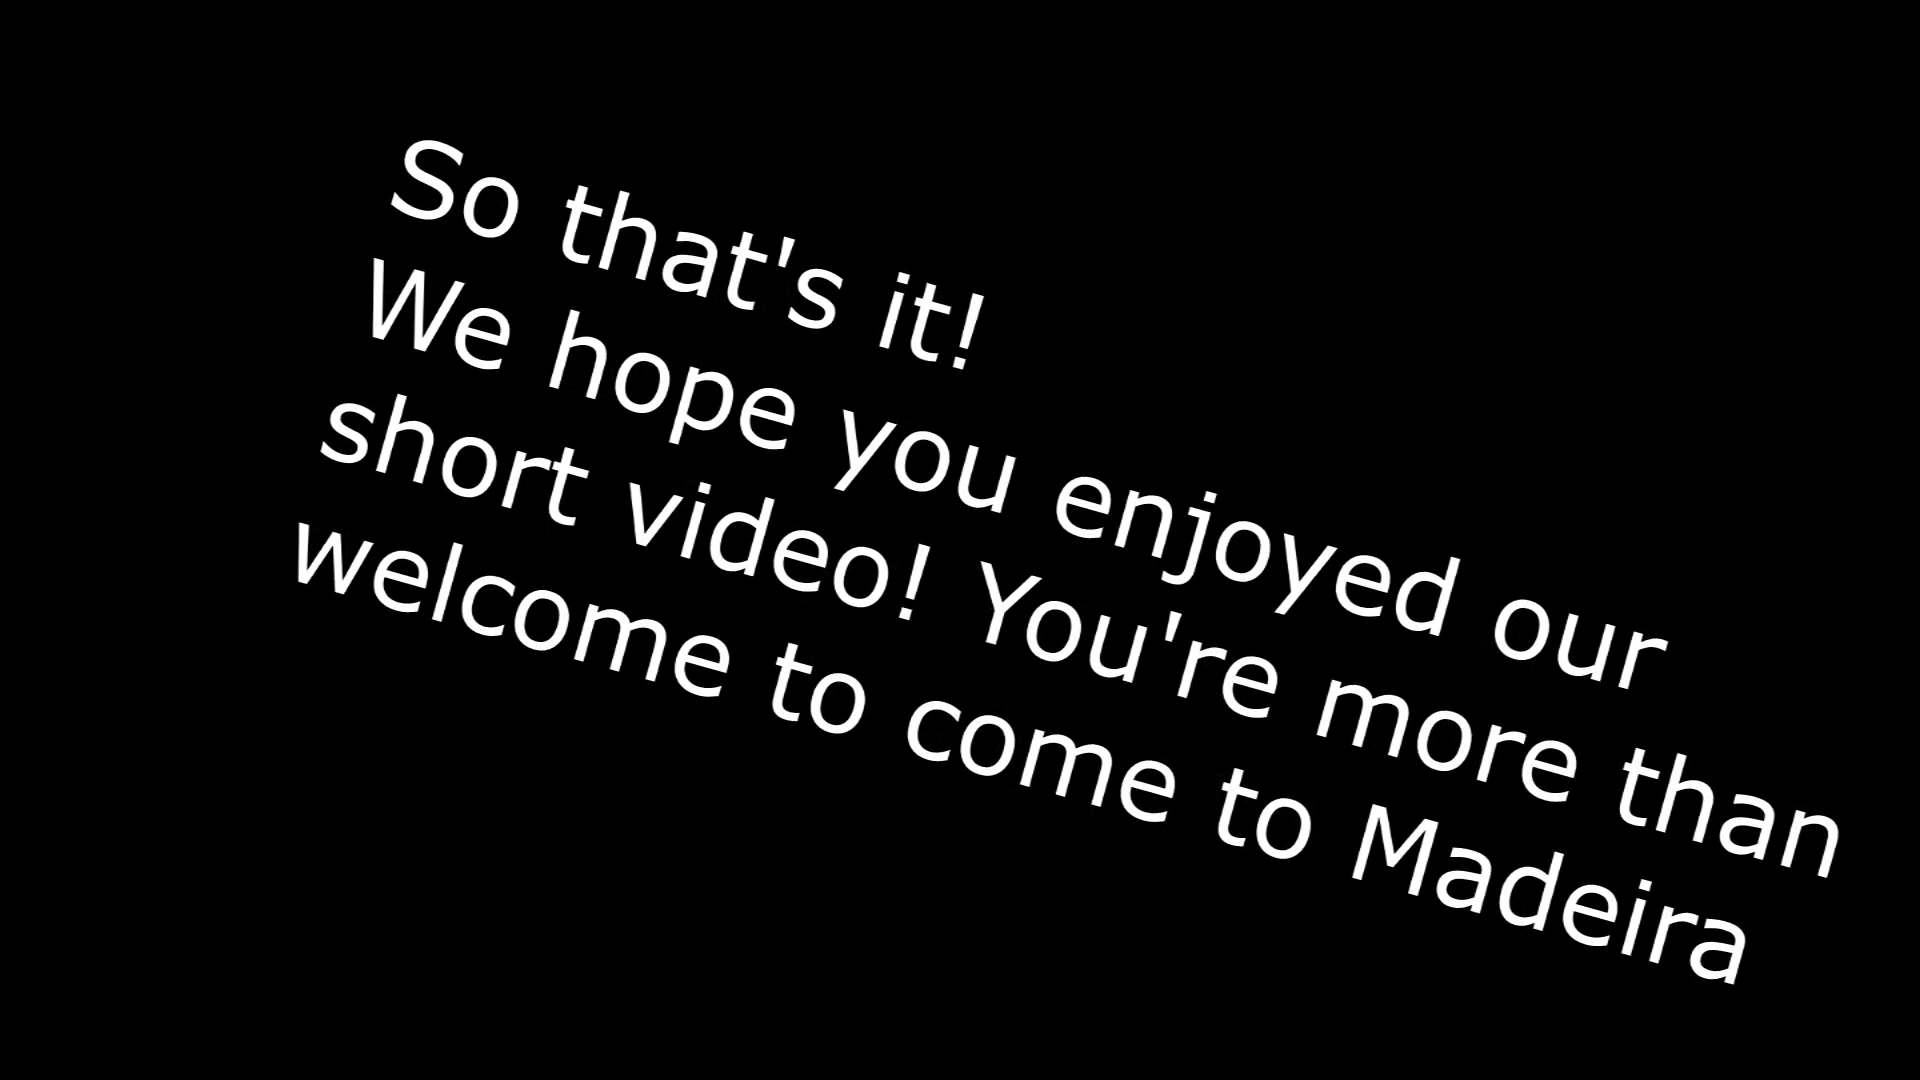 So that's it!
We hope you enjoyed our
short video! You're more than
welcome to come to Madeira